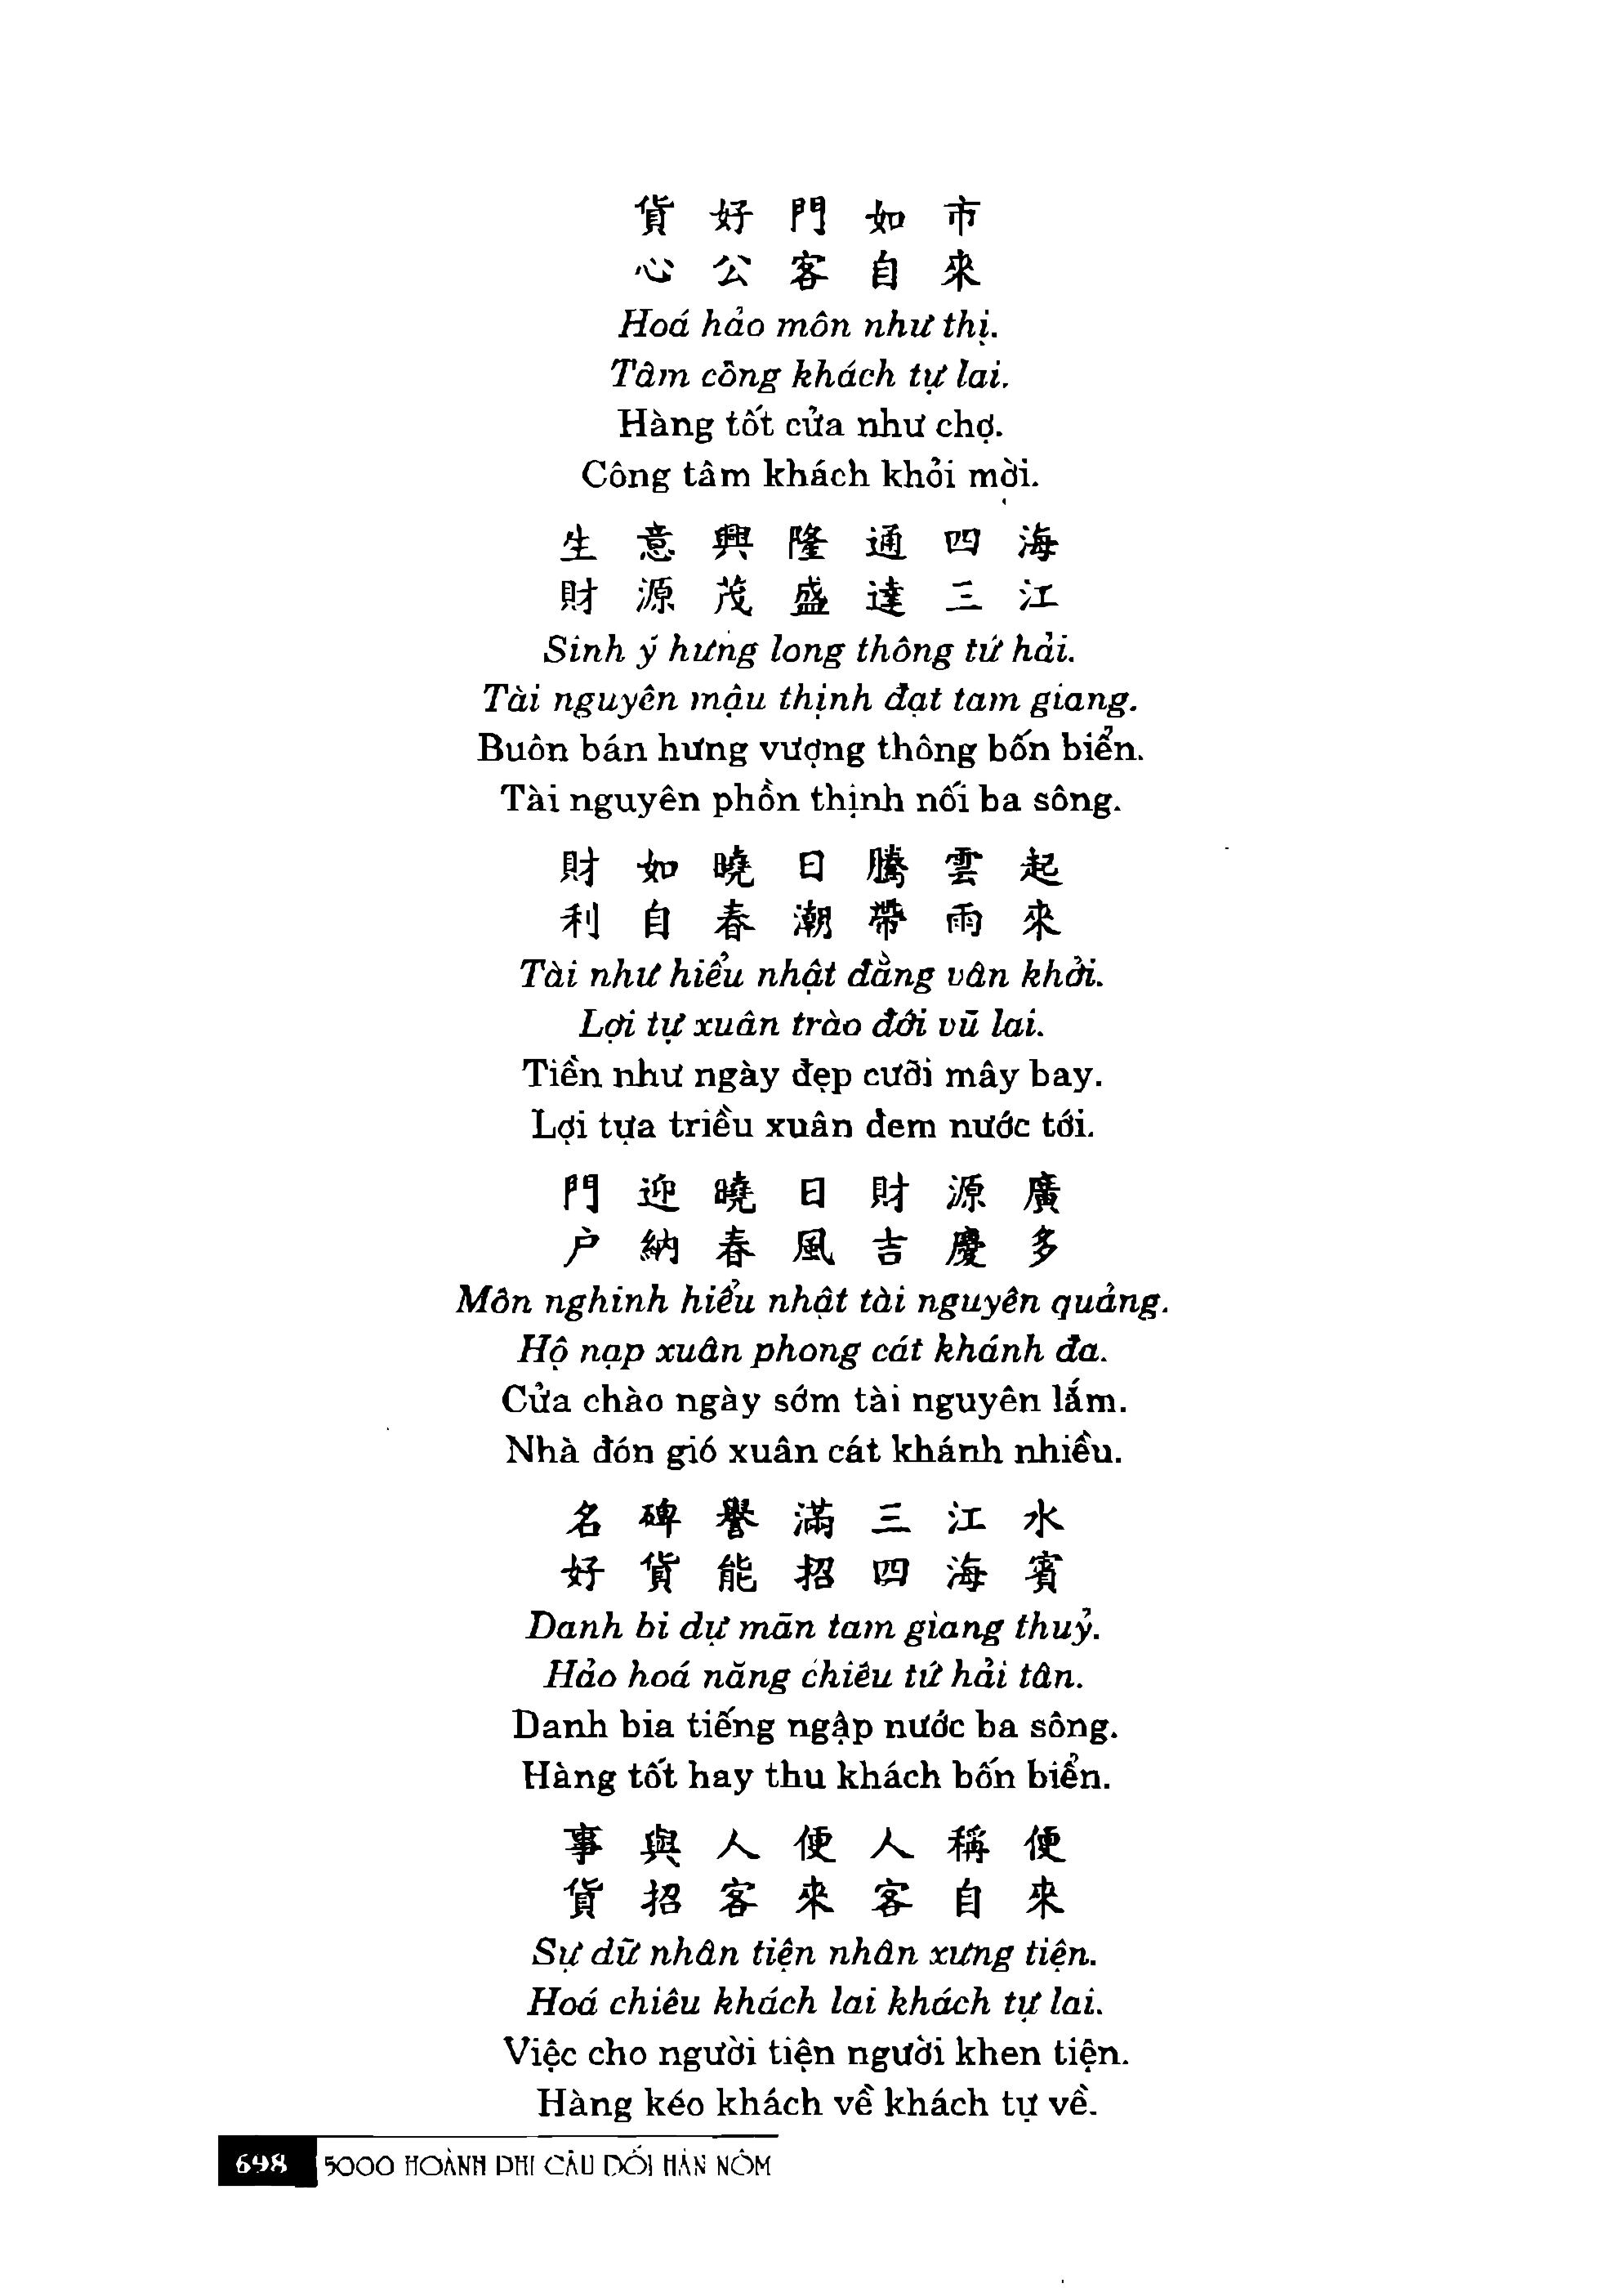 貨好門如市
心公客自來
Hoá hảo môn như thị.
Tâm công khách tự lai.
Hàng tốt cửa như chợ.
Công tâm khách khỏi mời.
生意興隆通四海
財源茂盛達三江
Sinh ý hưng long thông tứ hải.
Tài nguyên mậu thịnh đạt tam giang.
Buôn bán hưng vượng thông bốn biển.
Tài nguyên phồn thịnh nối ba sông.
財如曉日騰雲起
利自春潮帶雨來
Tài như hiểu nhật đằng vân khởi.
Lợi tự xuân trào đới vũ lai.
Tiền như ngày đẹp cưỡi mây bay.
Lợi tựa triều xuân đem nước tới.
門迎曉日財源廣
户納春風吉慶多
Môn nghinh hiểu nhật tài nguyên quảng.
Hộ nạp xuân phong cát khánh đa.
Cửa chào ngày sớm tài nguyên lắm.
Nhà đón gió xuân cát khánh nhiều.
名碑譽滿三江水
好貨能招四海賓
Danh bi dự mãn tam giang thuỷ.
Hảo hoá năng chiêu tứ hải tân.
Danh bia tiếng ngập nước ba sông.
Hàng tốt hay thu khách bốn biển.
事與人便人稱便
貨招客來客自來
Sự dữ nhân tiện nhân xưng tiện.
Hoá chiêu khách lai khách tự lai.
Việc cho người tiện người khen tiện.
Hàng kéo khách về khách tự về.
698 5000 HOÀNH PHI CÂU ĐỐI HÁN NÔM